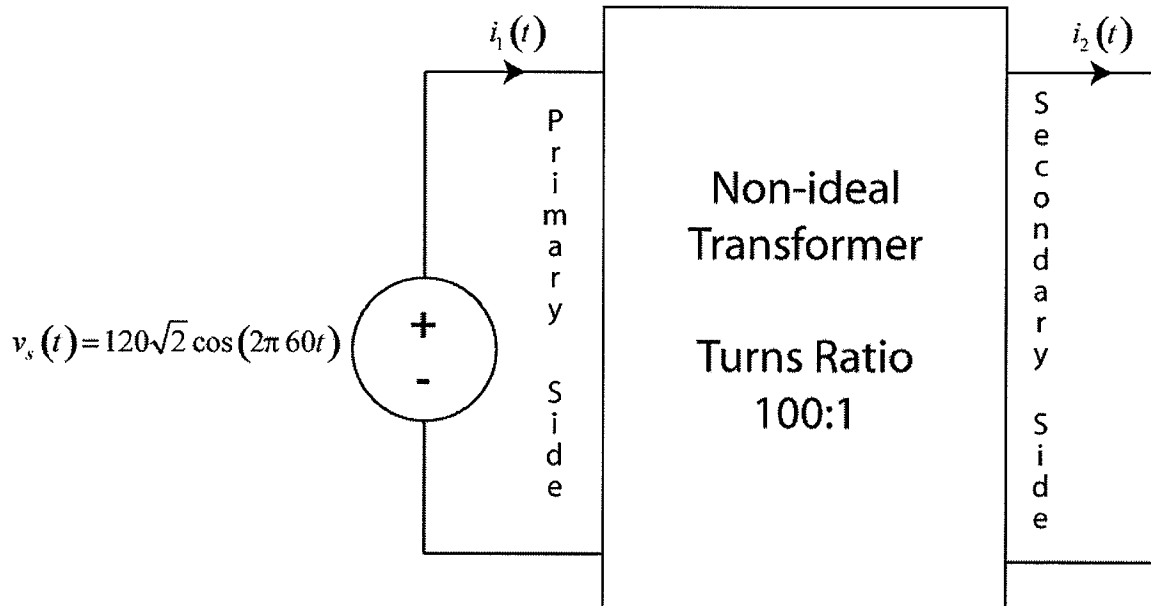 i₁(t)
i₂(t)
Primary Side
Secondary Side
Non-ideal
Transformer
Turns Ratio
100:1
+
-
vₛ(t)=120√2 cos(2π 60t)